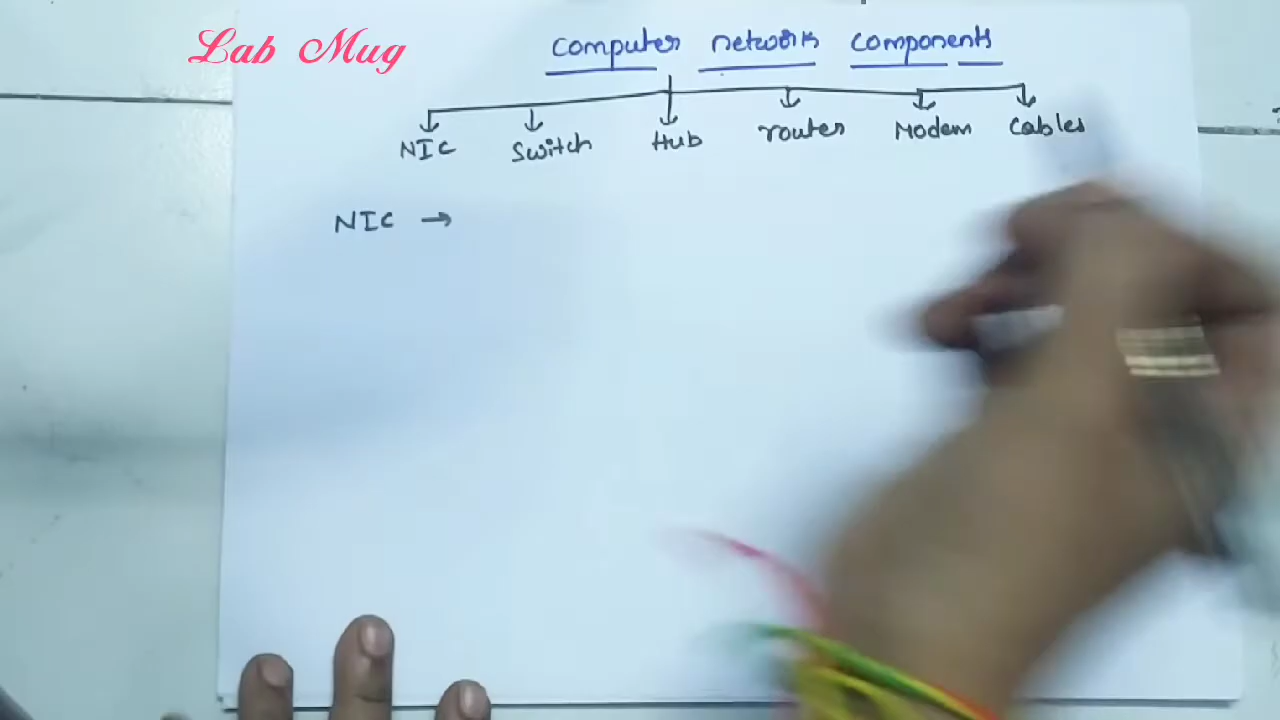 Lab Mug
Computer network components
NIC Switch Hub router Modem Cables
NIC →